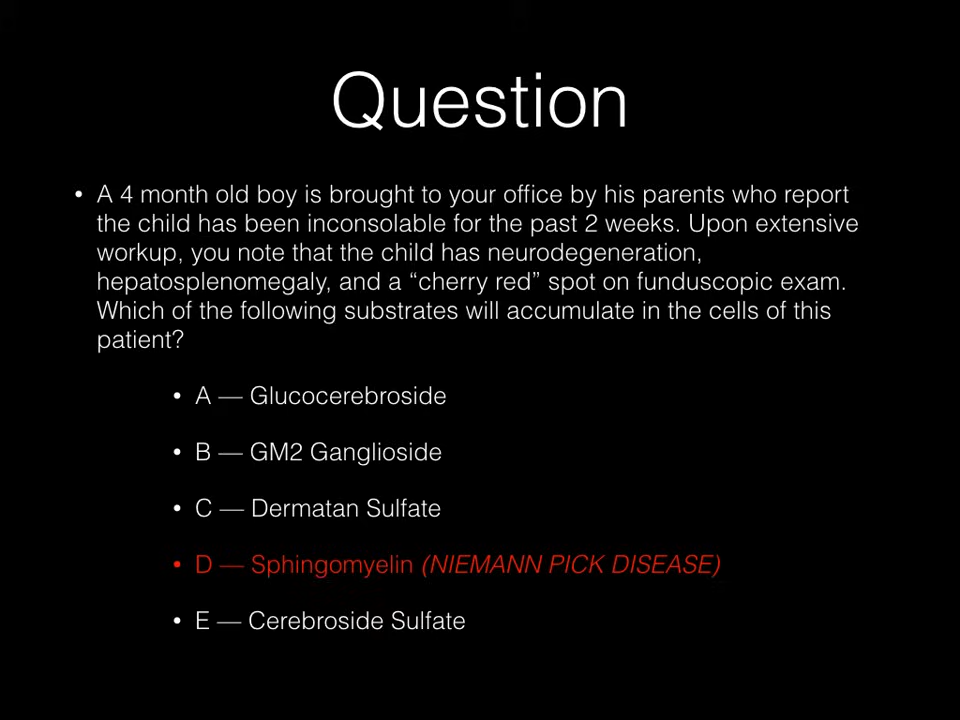 Question
• A 4 month old boy is brought to your office by his parents who report
the child has been inconsolable for the past 2 weeks. Upon extensive
workup, you note that the child has neurodegeneration,
hepatosplenomegaly, and a “cherry red” spot on funduscopic exam.
Which of the following substrates will accumulate in the cells of this
patient?
• A — Glucocerebroside
• B — GM2 Ganglioside
• C — Dermatan Sulfate
• D — Sphingomyelin (NIEMANN PICK DISEASE)
• E — Cerebroside Sulfate